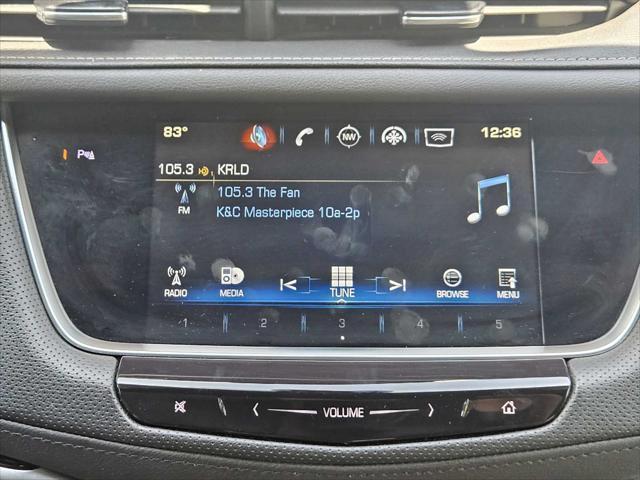 83° NW 12:36
P
105.3 KRLD
105.3 The Fan
FM
K&C Masterpiece 10a-2p
RADIO MEDIA TUNE BROWSE MENU
1 2 3 4 5
VOLUME